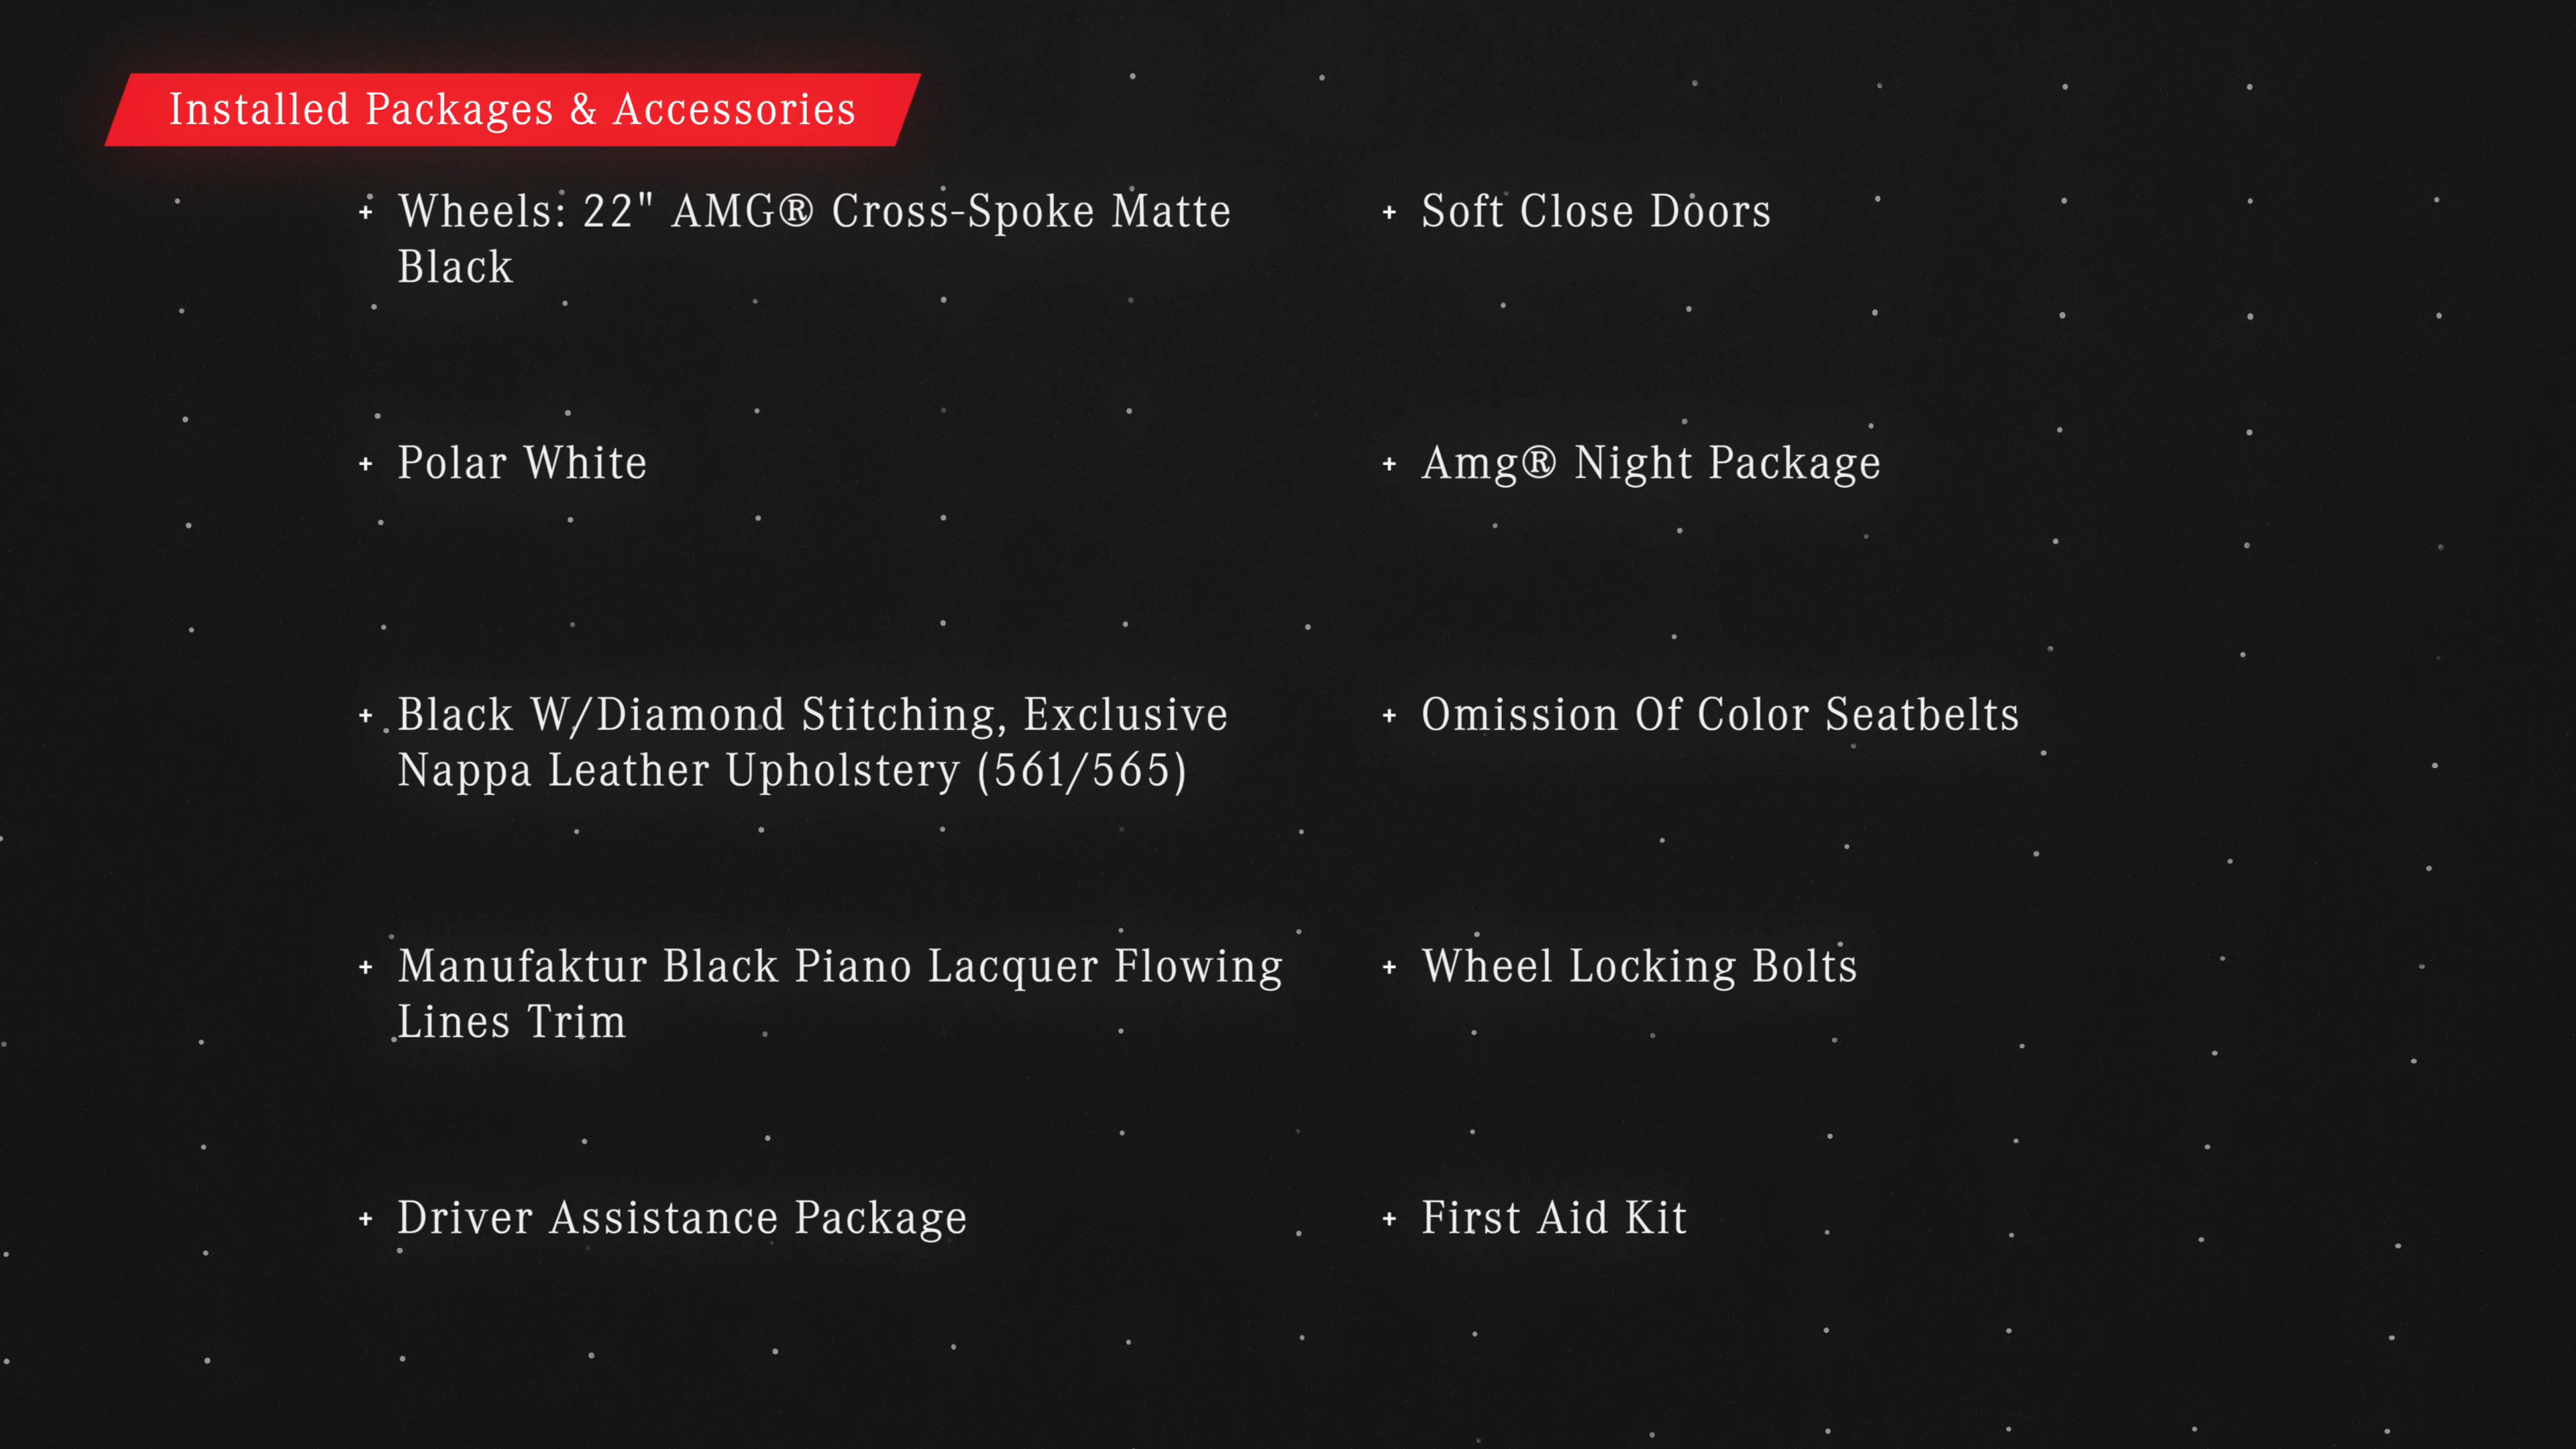 Installed Packages & Accessories
+ Wheels: 22" AMG® Cross-Spoke Matte
Black
+ Polar White
+ Black W/Diamond Stitching, Exclusive
Nappa Leather Upholstery (561/565)
+ Manufaktur Black Piano Lacquer Flowing
Lines Trim
+ Driver Assistance Package
+ Soft Close Doors
+ Amg® Night Package
+ Omission Of Color Seatbelts
+ Wheel Locking Bolts
+ First Aid Kit